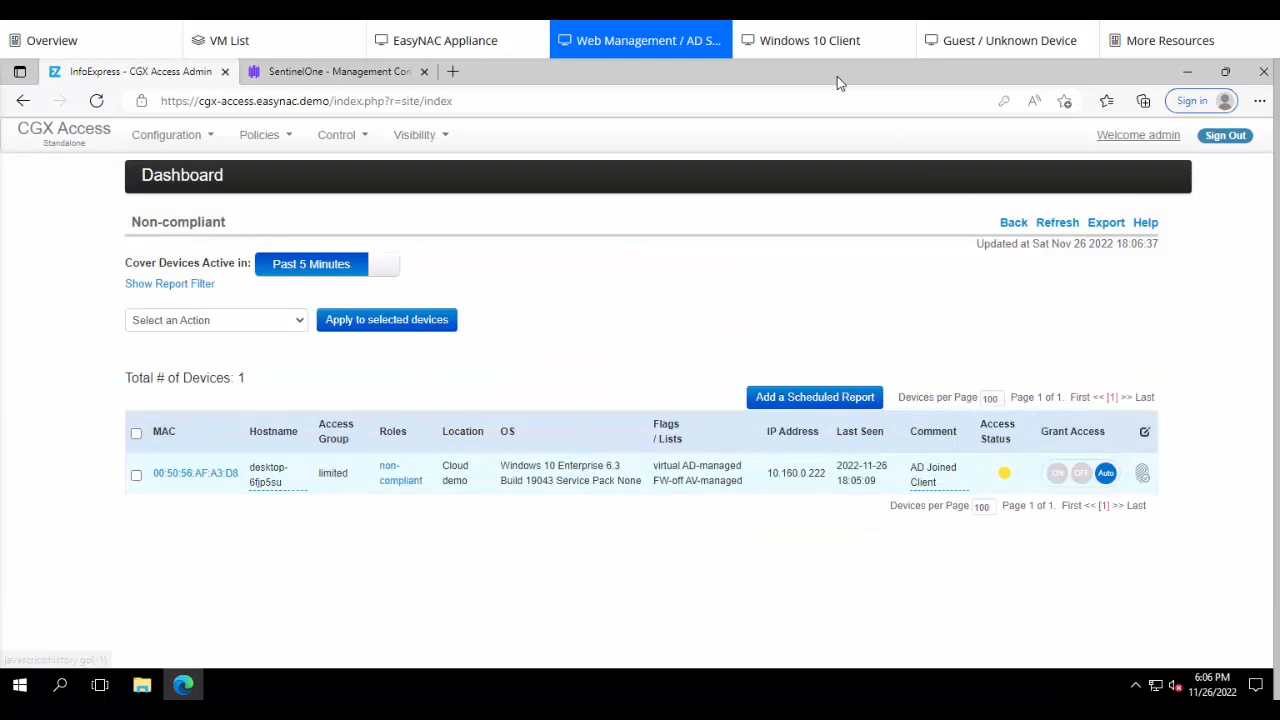 Overview VM List EasyNAC Appliance Web Management / AD S... Windows 10 Client Guest / Unknown Device More Resources
InfoExpress - CGX Access Admin SentinelOne - Management Con
https://cgx-access.easynac.demo/index.php?r=site/index Sign in
CGX Access
Standalone
Configuration Policies Control Visibility Welcome admin Sign Out
Dashboard
Non-compliant Back Refresh Export Help
Updated at Sat Nov 26 2022 18:06:37
Cover Devices Active in: Past 5 Minutes
Show Report Filter
Select an Action Apply to selected devices
Total # of Devices: 1
Add a Scheduled Report Devices per Page 100 Page 1 of 1. First << [1] >> Last
MAC Hostname Access Group Roles Location OS Flags / Lists IP Address Last Seen Comment Access Status Grant Access
00:50:56:AF:A3:D8 desktop-6fjp5su limited non-compliant Cloud demo Windows 10 Enterprise 6.3 Build 19043 Service Pack None virtual AD-managed FW-off AV-managed 10.160.0.222 2022-11-26 18:05:09 AD Joined Client ON OFF Auto
Devices per Page 100 Page 1 of 1. First << [1] >> Last
javascript:history.go(-1)
6:06 PM
11/26/2022